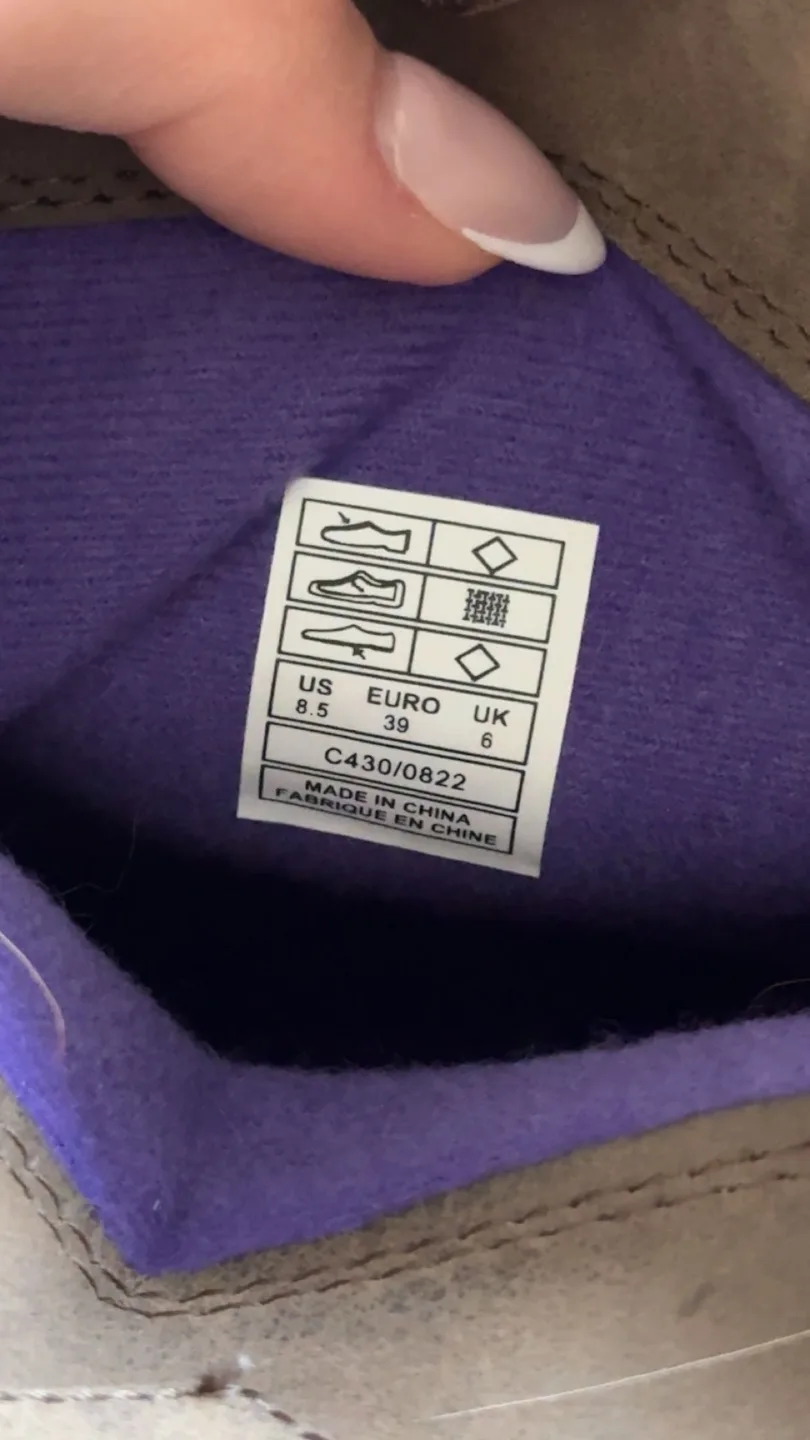 US EURO UK
8.5 39 6
C430/0822
MADE IN CHINA
FABRIQUE EN CHINE